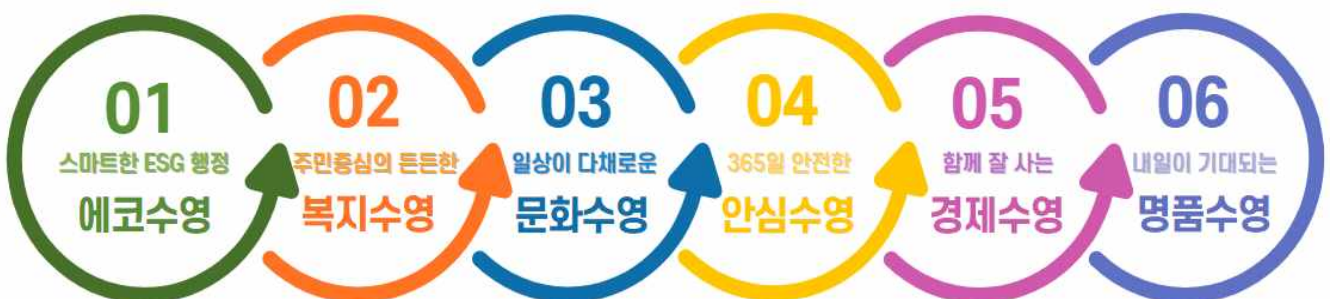 01
스마트한 ESG 행정
에코수영
02
주민중심의 든든한
복지수영
03
일상이 다채로운
문화수영
04
365일 안전한
안심수영
05
함께 잘 사는
경제수영
06
내일이 기대되는
명품수영